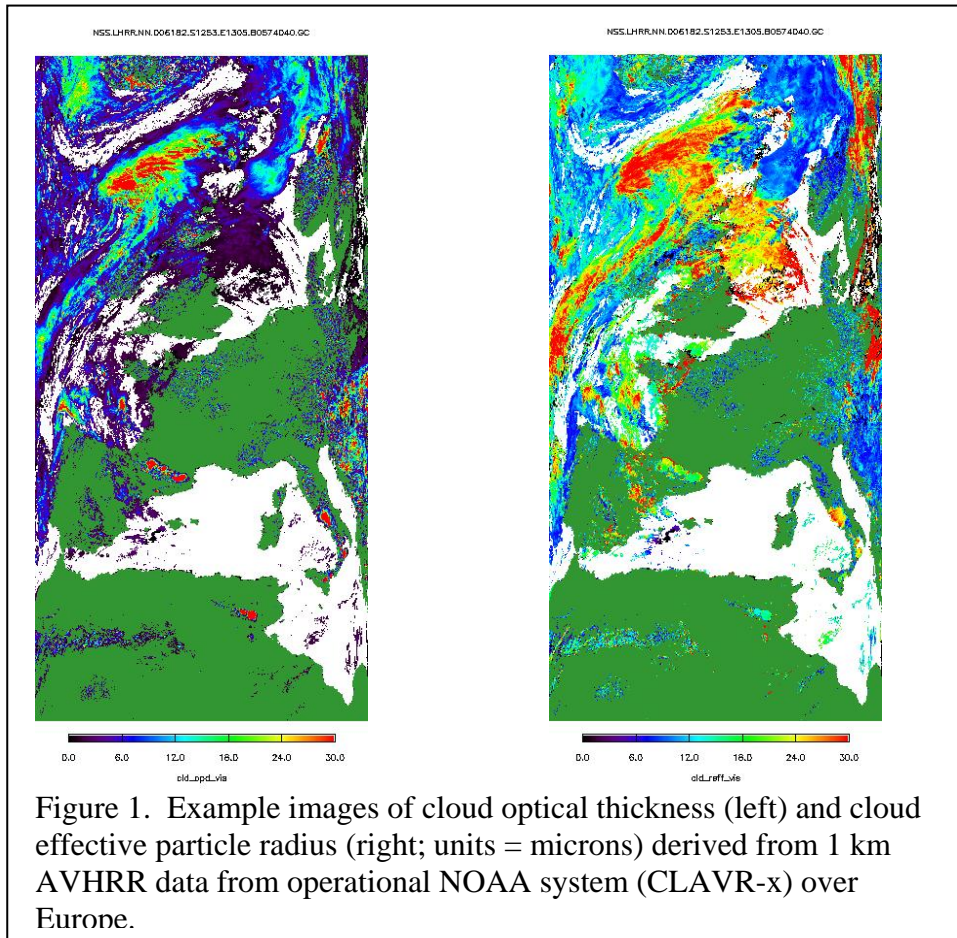 NSS.LHRR.NN.D06182.S1253.E1305.B0574040.GC
NSS.LHRR.NN.D06182.S1253.E1305.B0574040.GC
0.0 6.0 12.0 18.0 24.0 30.0
cld_opd_vis
0.0 6.0 12.0 18.0 24.0 30.0
cld_reff_vis
Figure 1. Example images of cloud optical thickness (left) and cloud
effective particle radius (right; units = microns) derived from 1 km
AVHRR data from operational NOAA system (CLAVR-x) over
Europe.